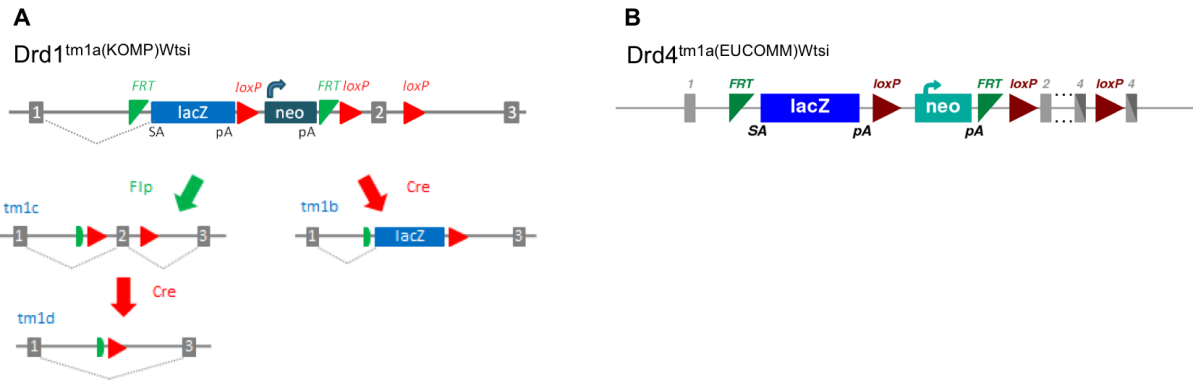 A
Drd1tm1a(KOMP)Wtsi
FRT loxP FRT loxP loxP
1 lacZ neo 2 3
SA pA pA
Flp Cre
tm1c
1 2 3
tm1b
1 lacZ 3
Cre
tm1d
1 3
B
Drd4tm1a(EUCOMM)Wtsi
1 FRT loxP FRT loxP 2 4 loxP 4
lacZ neo ... 
SA pA pA ...